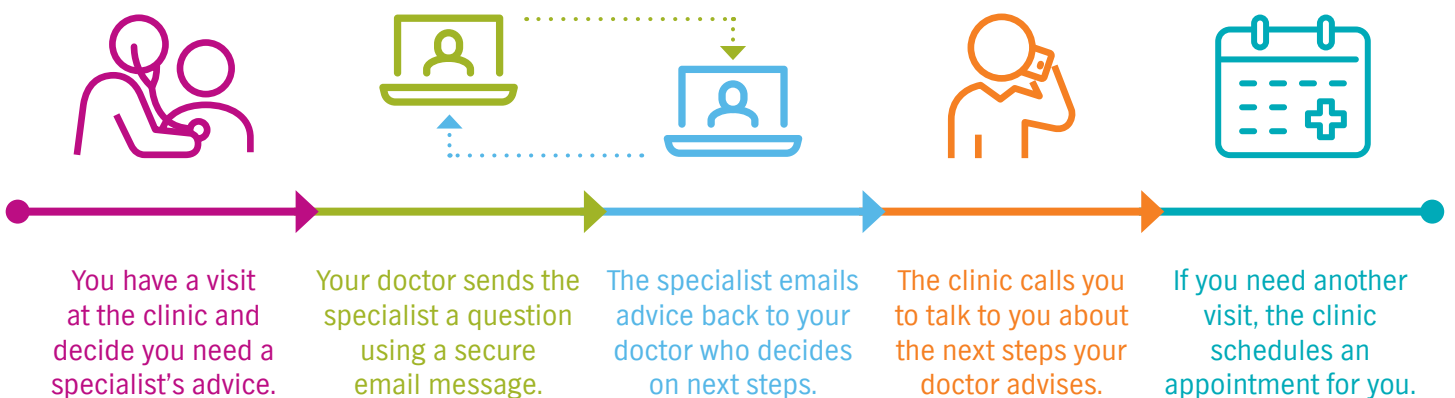 You have a visit
at the clinic and
decide you need a
specialist's advice.
Your doctor sends the
specialist a question
using a secure
email message.
The specialist emails
advice back to your
doctor who decides
on next steps.
The clinic calls you
to talk to you about
the next steps your
doctor advises.
If you need another
visit, the clinic
schedules an
appointment for you.